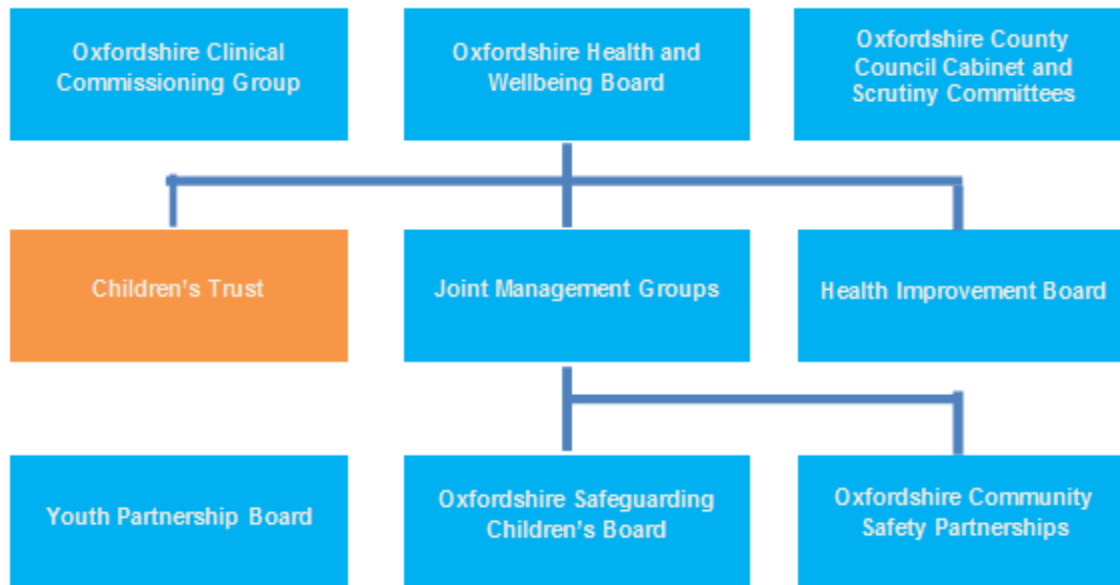 Oxfordshire Clinical
Commissioning Group
Oxfordshire Health and
Wellbeing Board
Oxfordshire County
Council Cabinet and
Scrutiny Committees
Children's Trust
Joint Management Groups
Health Improvement Board
Youth Partnership Board
Oxfordshire Safeguarding
Children's Board
Oxfordshire Community
Safety Partnerships